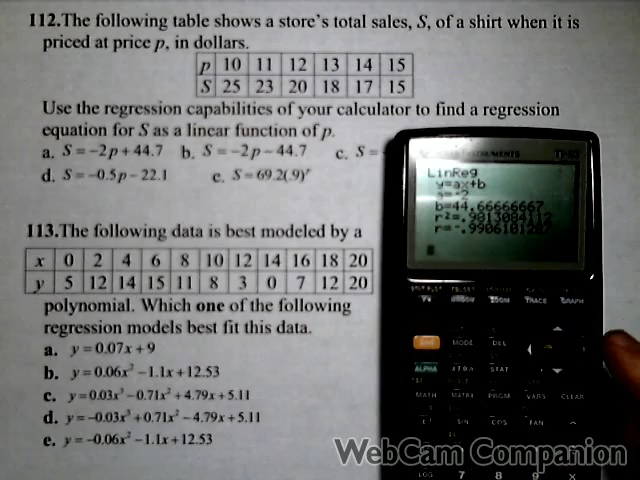 112.The following table shows a store's total sales, S, of a shirt when it is
priced at price p, in dollars.
p 10 11 12 13 14 15
S 25 23 20 18 17 15
Use the regression capabilities of your calculator to find a regression
equation for S as a linear function of p.
a. S=-2p+44.7 b. S=-2p-44.7 c. S=
d. S=-0.5p-22.1 e. S=69.2(.9)ᵖ
113.The following data is best modeled by a
x 0 2 4 6 8 10 12 14 16 18 20
y 5 12 14 15 11 8 3 0 7 12 20
polynomial. Which one of the following
regression models best fit this data.
a. y=0.07x+9
b. y=0.06x²-1.1x+12.53
c. y=0.03x³-0.71x²+4.79x+5.11
d. y=-0.03x³+0.71x²-4.79x+5.11
e. y=-0.06x²-1.1x+12.53
LinReg
y=ax+b
a=-2
b=44.66666667
r²=.9813084112
r=-.9906101287
WINDOW ZOOM TRACE GRAPH
MODE DEL
ALPHA STAT
MATH MATRX PRGM VARS CLEAR
SIN COS TAN
LOG 7 8 9
WebCam Companion